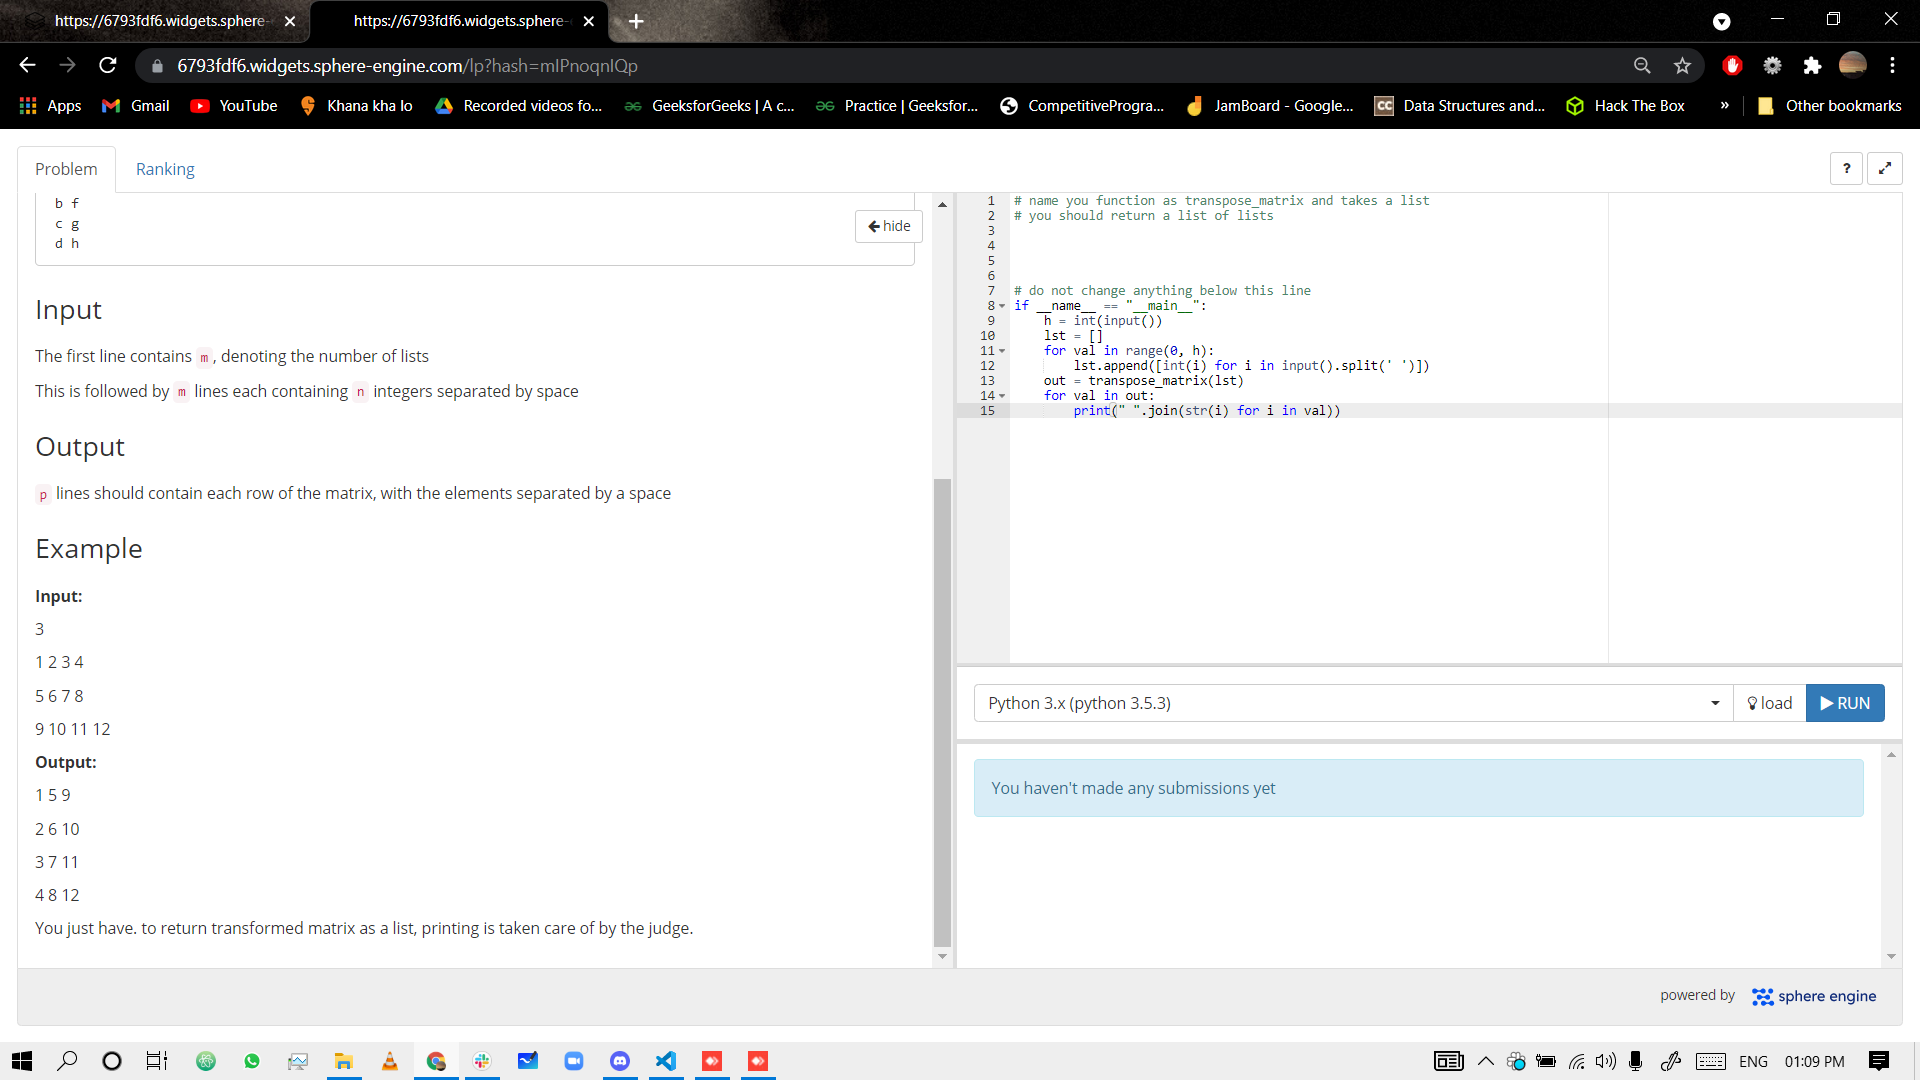 https://6793fdf6.widgets.sphere-
https://6793fdf6.widgets.sphere-
6793fdf6.widgets.sphere-engine.com/lp?hash=mIPnoqnIQp
Apps Gmail YouTube Khana kha lo Recorded videos fo... GeeksforGeeks | A c... Practice | Geeksfor... CompetitiveProgra... JamBoard - Google... CC Data Structures and... Hack The Box » Other bookmarks
Problem Ranking ?
b f
c g
d h
hide
Input
The first line contains m, denoting the number of lists
This is followed by m lines each containing n integers separated by space
Output
p lines should contain each row of the matrix, with the elements separated by a space
Example
Input:
3
1 2 3 4
5 6 7 8
9 10 11 12
Output:
1 5 9
2 6 10
3 7 11
4 8 12
You just have. to return transformed matrix as a list, printing is taken care of by the judge.
1 # name you function as transpose_matrix and takes a list
2 # you should return a list of lists
3
4
5
6
7 # do not change anything below this line
8 if __name__ == "__main__":
9 h = int(input())
10 lst = []
11 for val in range(0, h):
12 lst.append([int(i) for i in input().split(' ')])
13 out = transpose_matrix(lst)
14 for val in out:
15 print(" ".join(str(i) for i in val))
Python 3.x (python 3.5.3) load RUN
You haven't made any submissions yet
powered by sphere engine
ENG 01:09 PM